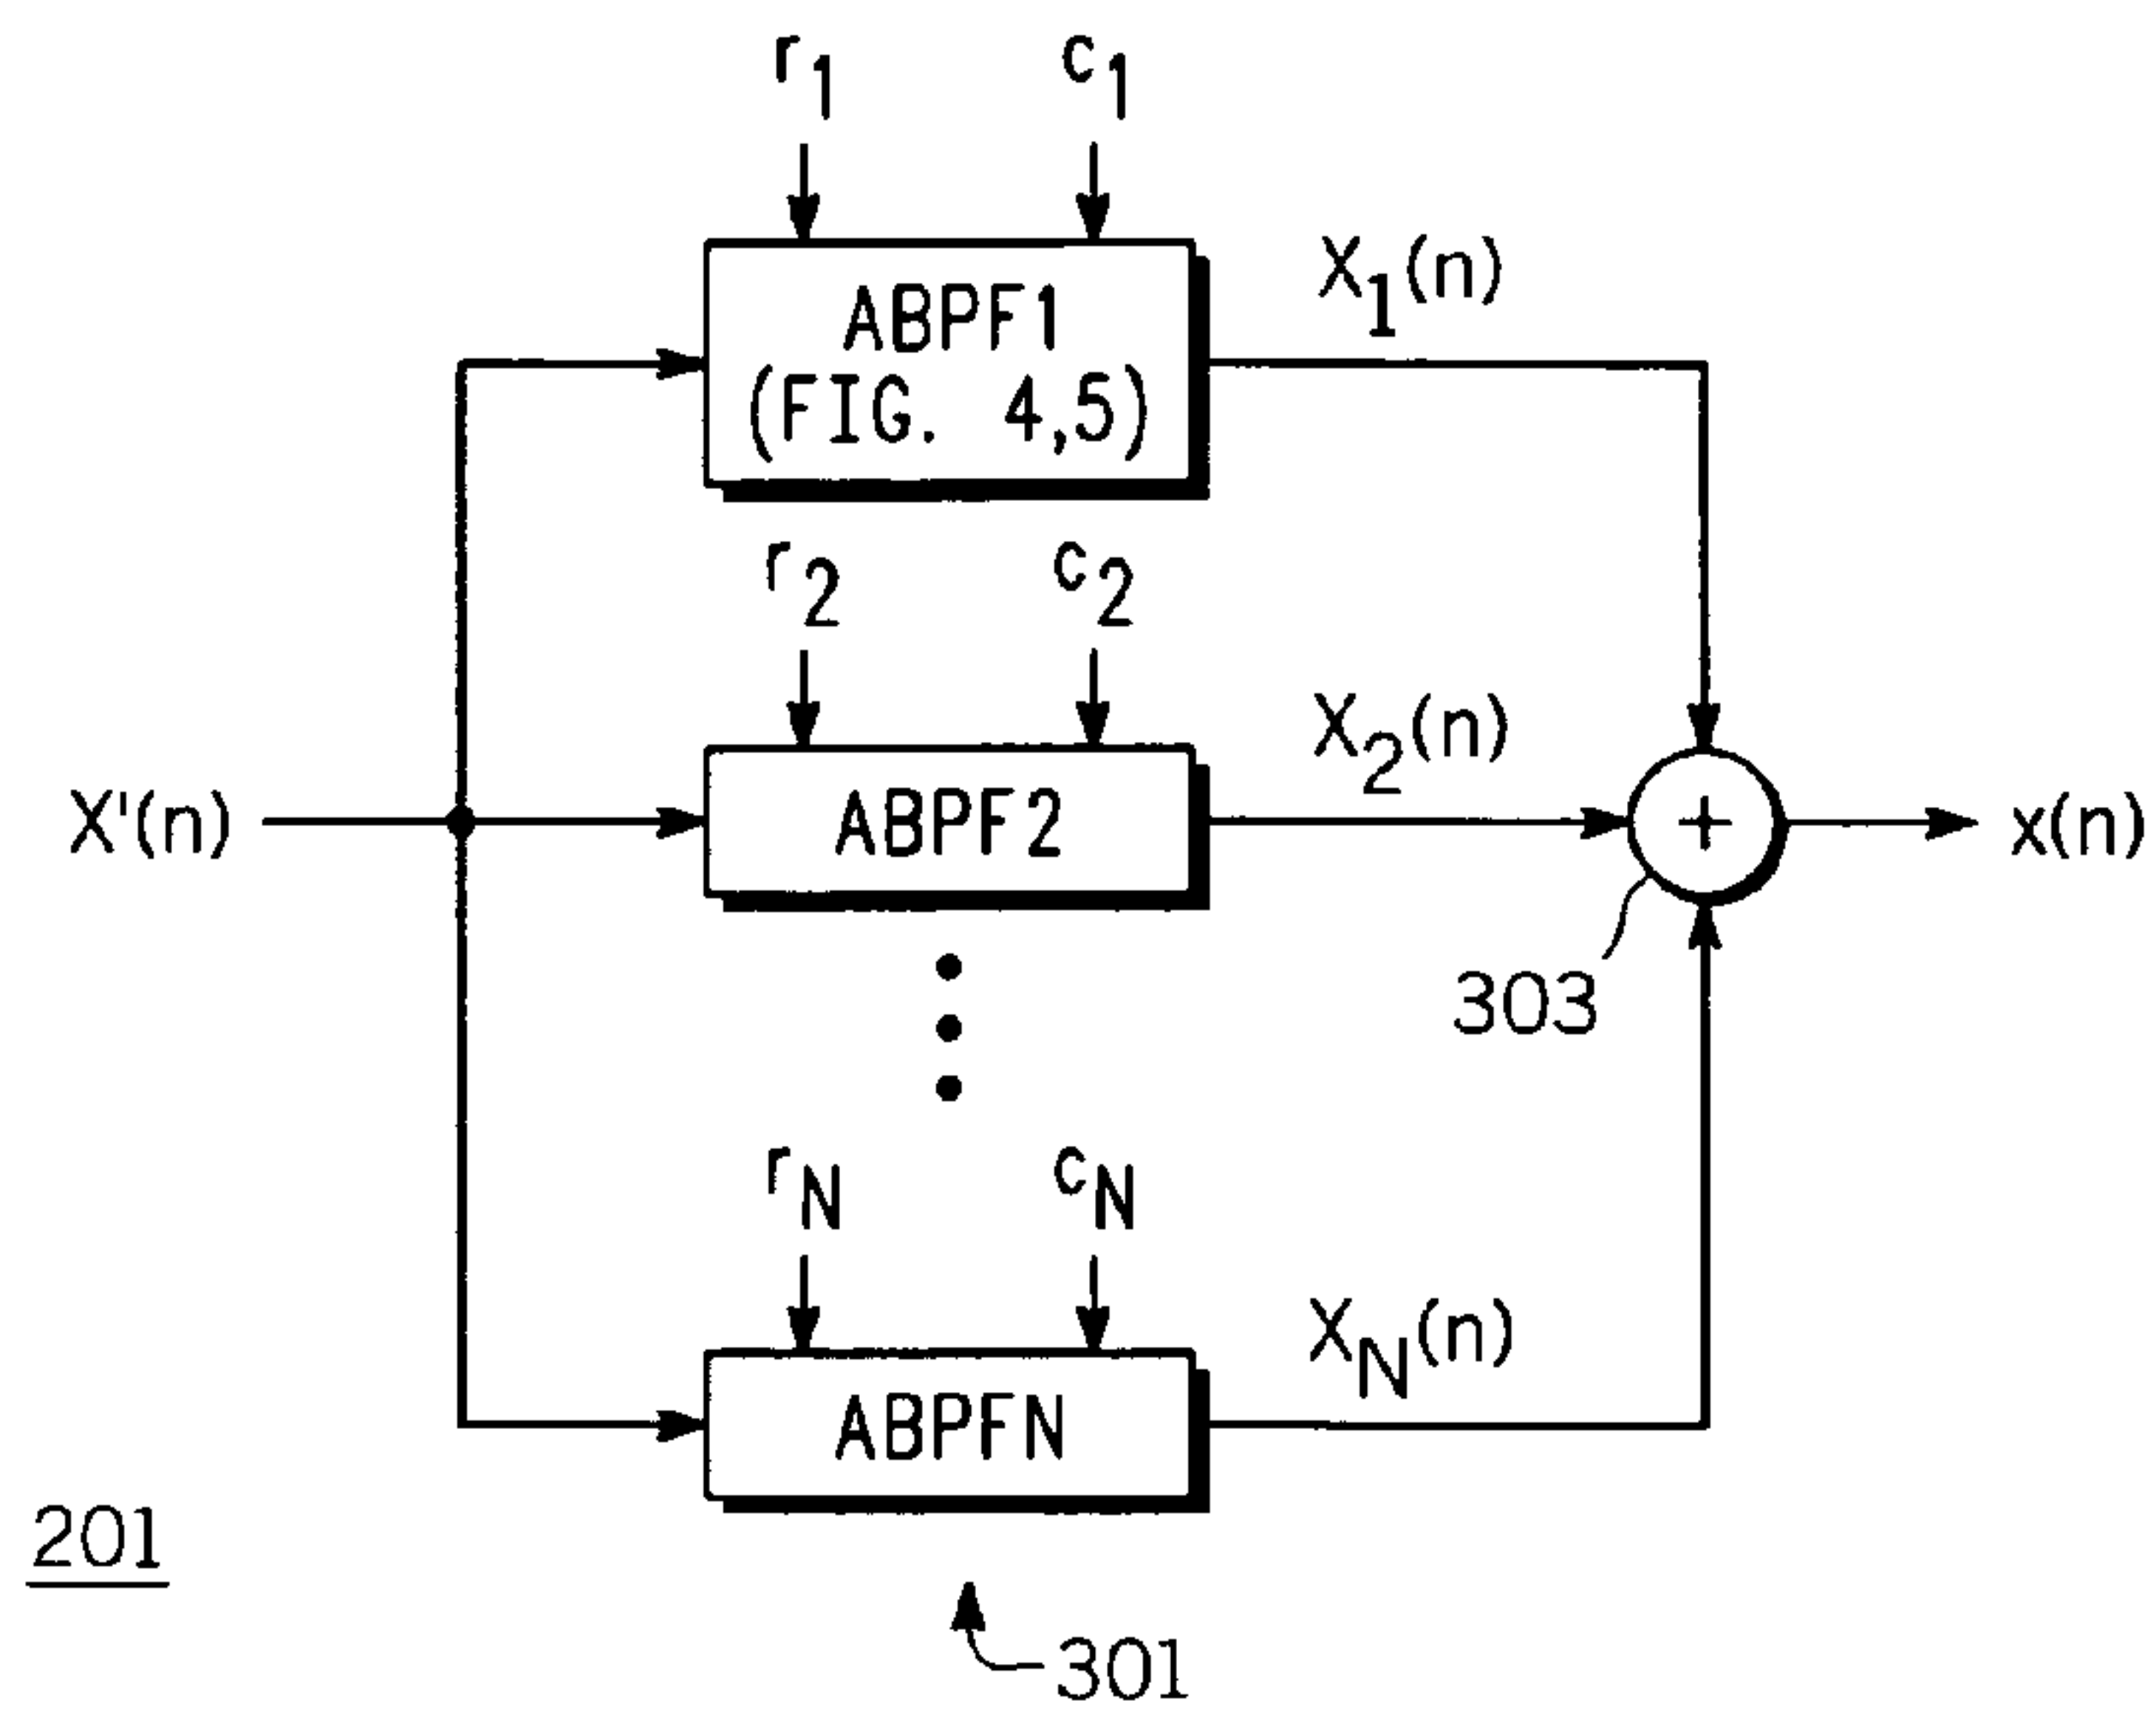 r1 c1
ABPF1
(FIG. 4,5)
X1(n)
r2 c2
X'(n)
ABPF2
X2(n)
x(n)
303
rN cN
ABPFN
XN(n)
201
301